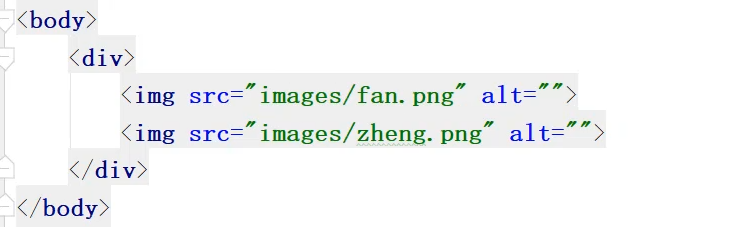 <body>
<div>
<img src="images/fan.png" alt="">
<img src="images/zheng.png" alt="">
</div>
</body>